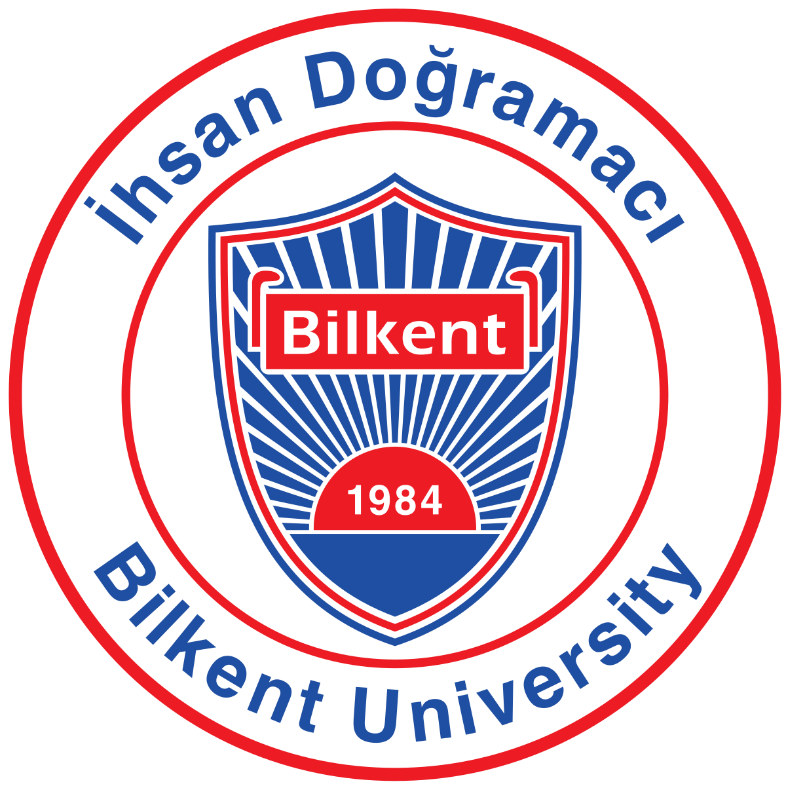 İhsan Doğramacı
Bilkent
1984
Bilkent University